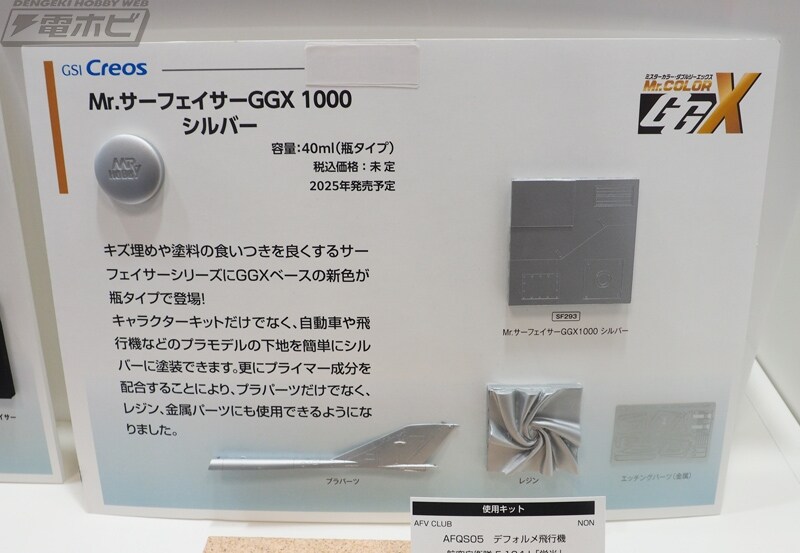 DENGEKI HOBBY WEB
電ホビ
GSI Creos
Mr.サーフェイサーGGX 1000
シルバー
容量:40ml(瓶タイプ)
税込価格：未 定
2025年発売予定
MR
HOBBY
ミスターカラー・ダブルジーエックス
Mr.COLOR
GGX
キズ埋めや塗料の食いつきを良くするサー
フェイサーシリーズにGGXベースの新色が
瓶タイプで登場!
キャラクターキットだけでなく、自動車や飛
行機などのプラモデルの下地を簡単にシル
バーに塗装できます。更にプライマー成分を
配合することにより、プラパーツだけでなく、
レジン、金属パーツにも使用できるようにな
りました。
SF293
Mr.サーフェイサーGGX1000 シルバー
プラパーツ
レジン
エッチングパーツ(金属)
イサー
使用キット
AFV CLUB
NON
AFQS05 デフォルメ飛行機
航空自衛隊 F-104J「栄光」